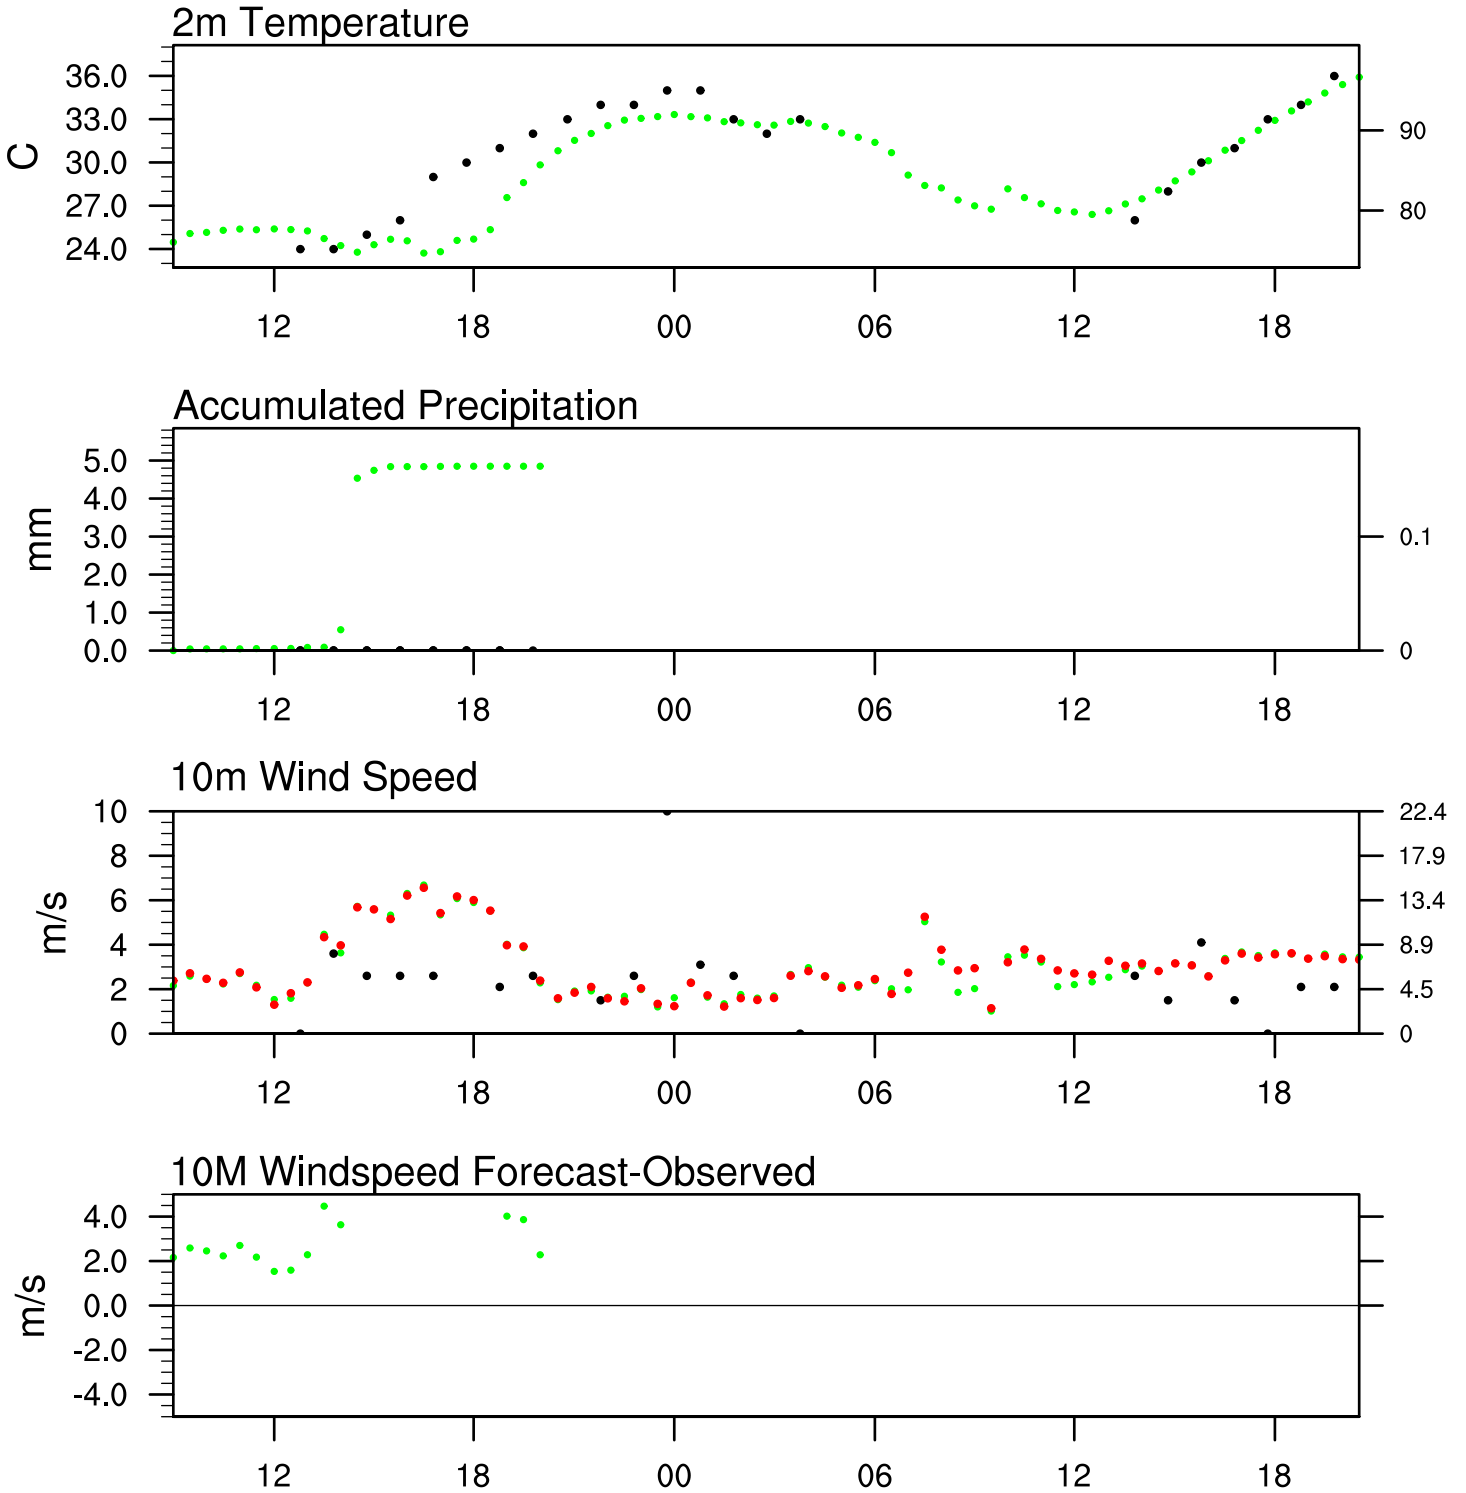 2m Temperature
36.0
33.0
30.0
27.0
24.0
C
90
80
12 18 00 06 12 18
Accumulated Precipitation
5.0
4.0
3.0
2.0
1.0
0.0
mm
0.1
0
12 18 00 06 12 18
10m Wind Speed
10
8
6
4
2
0
m/s
22.4
17.9
13.4
8.9
4.5
0
12 18 00 06 12 18
10M Windspeed Forecast-Observed
4.0
2.0
0.0
-2.0
-4.0
m/s
12 18 00 06 12 18